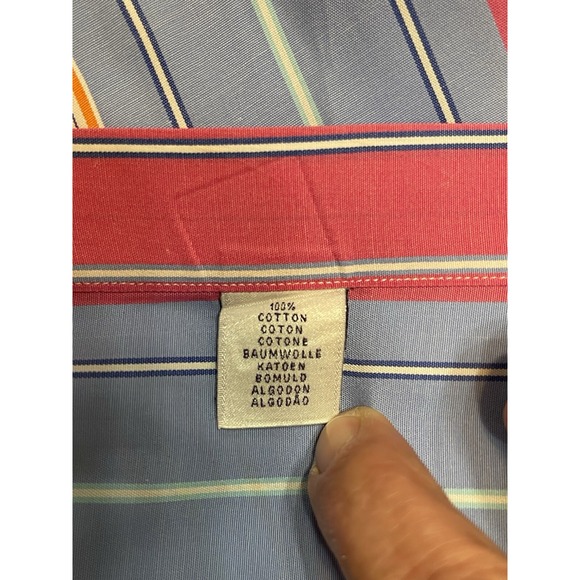 100%
COTTON
COTON
COTONE
BAUMWOLLE
KATOEN
BOMULD
ALGODON
ALGODÃO